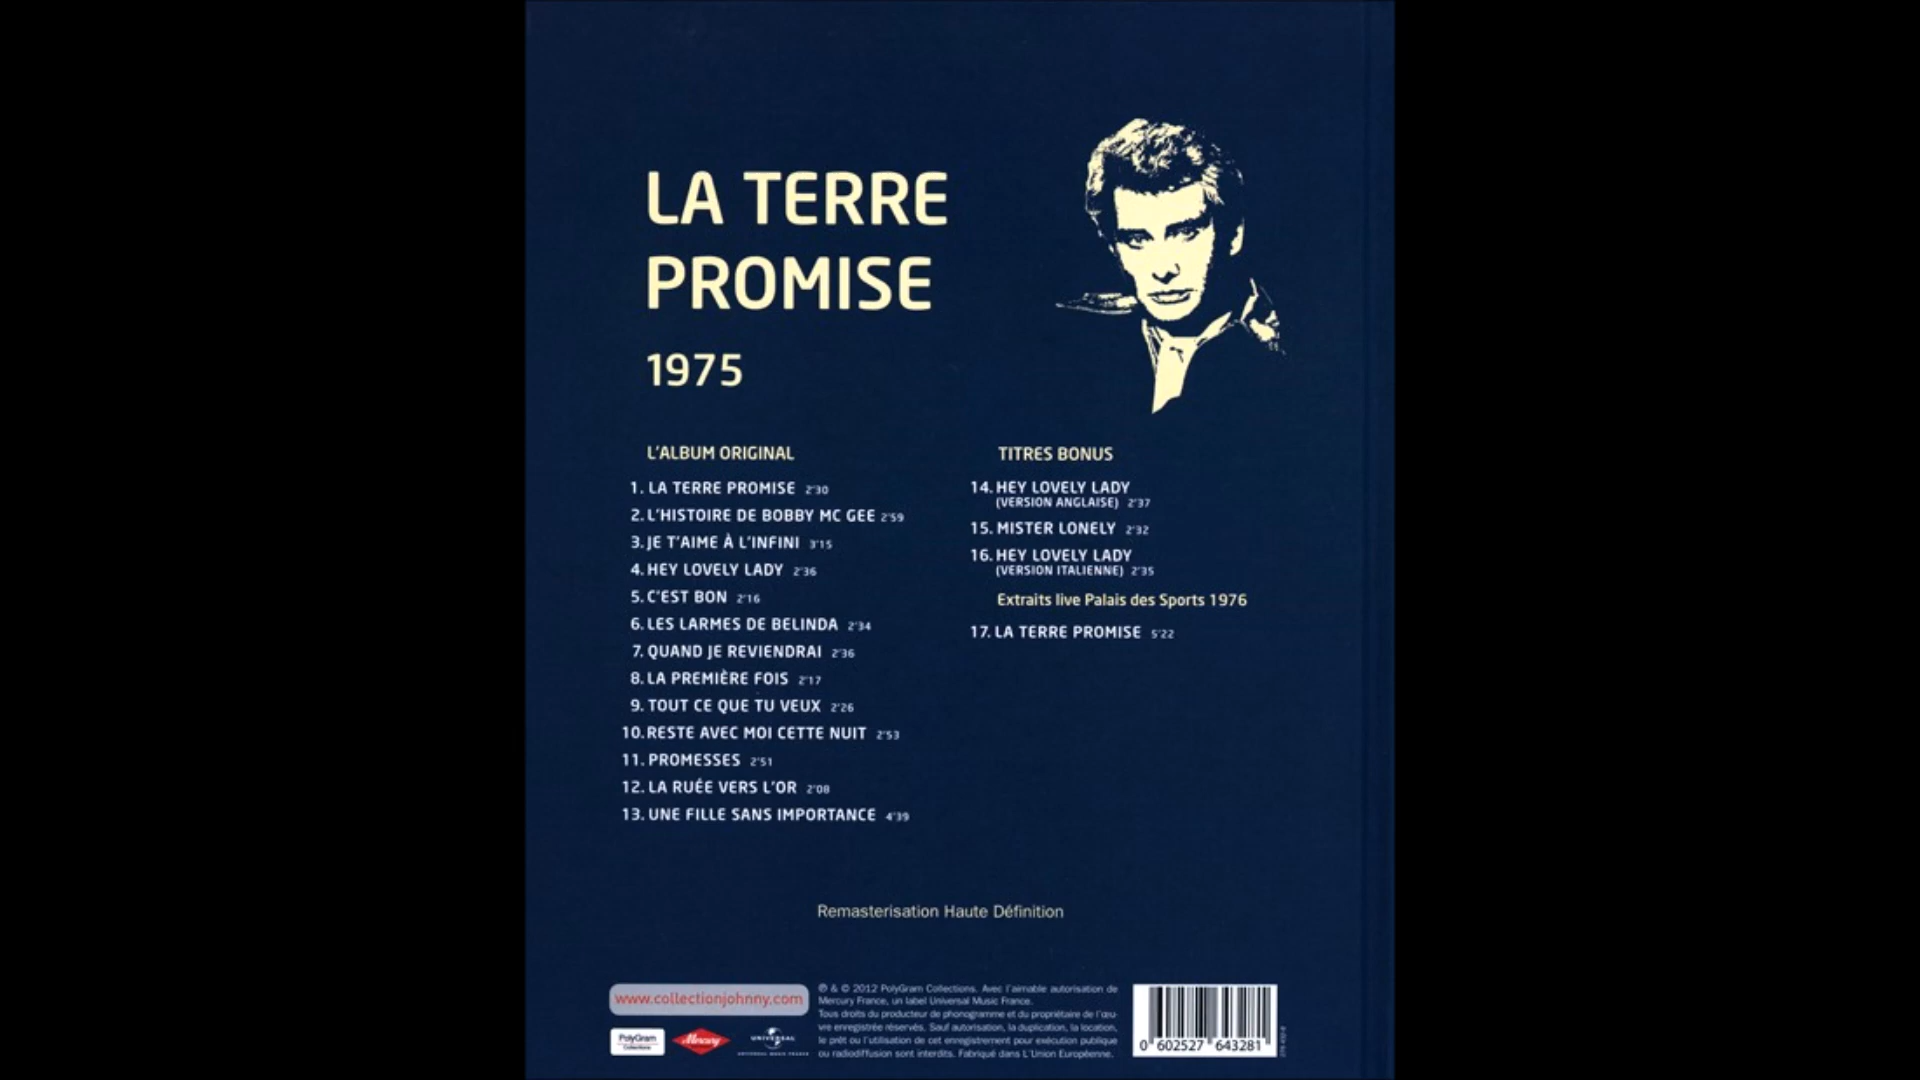 LA TERRE
PROMISE
1975
L'ALBUM ORIGINAL
1. LA TERRE PROMISE 2'30
2. L'HISTOIRE DE BOBBY MC GEE 2'59
3. JE T'AIME À L'INFINI 3'15
4. HEY LOVELY LADY 2'36
5. C'EST BON 2'16
6. LES LARMES DE BELINDA 2'34
7. QUAND JE REVIENDRAI 2'36
8. LA PREMIÈRE FOIS 2'17
9. TOUT CE QUE TU VEUX 2'26
10. RESTE AVEC MOI CETTE NUIT 2'53
11. PROMESSES 2'51
12. LA RUÉE VERS L'OR 2'08
13. UNE FILLE SANS IMPORTANCE 4'39
TITRES BONUS
14. HEY LOVELY LADY
(VERSION ANGLAISE) 2'37
15. MISTER LONELY 2'32
16. HEY LOVELY LADY
(VERSION ITALIENNE) 2'35
Extraits live Palais des Sports 1976
17. LA TERRE PROMISE 5'22
Remasterisation Haute Définition
www.collectionjohnny.com
PolyGram
Collections
Mercury
UNIVERSAL
UNIVERSAL MUSIC FRANCE
℗ & © 2012 PolyGram Collections. Avec l'aimable autorisation de
Mercury France, un label Universal Music France.
Tous droits du producteur de phonogramme et du propriétaire de l'œu-
vre enregistrée réservés. Sauf autorisation, la duplication, la location,
le prêt ou l'utilisation de cet enregistrement pour exécution publique
ou radiodiffusion sont interdits. Fabriqué dans L'Union Européenne.
0 602527 643281